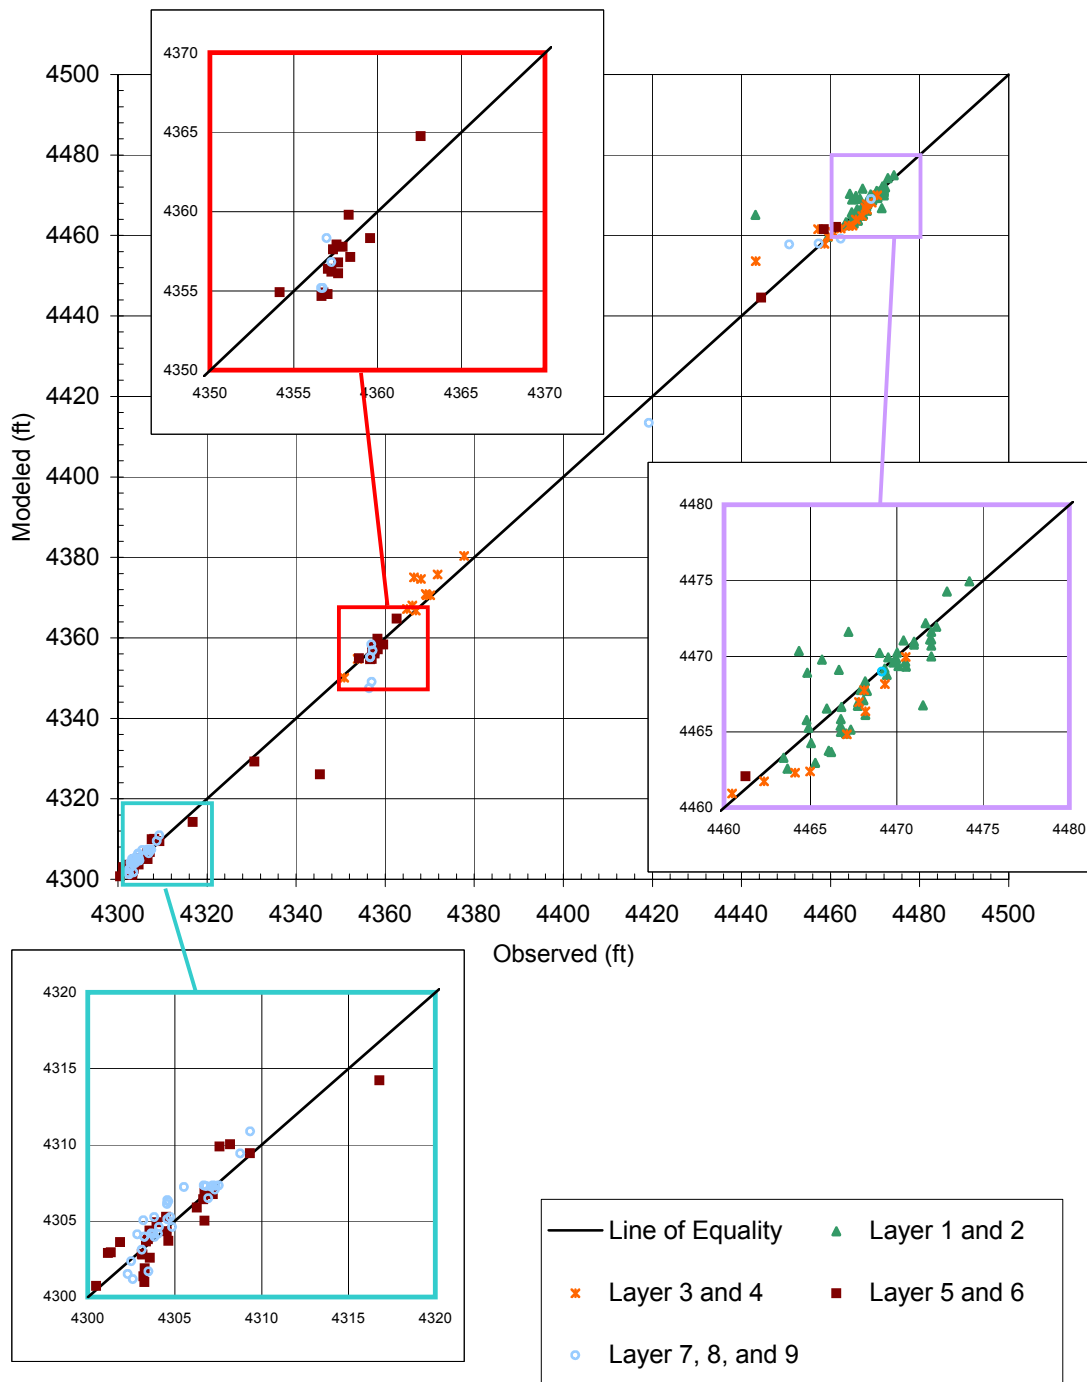 4370
4365
4360
4355
4350
4350 4355 4360 4365 4370
4500
4480
4460
4440
4420
4400
4380
4360
4340
4320
4300
Modeled (ft)
4480
4475
4470
4465
4460
4460 4465 4470 4475 4480
4300 4320 4340 4360 4380 4400 4420 4440 4460 4480 4500
Observed (ft)
4320
4315
4310
4305
4300
4300 4305 4310 4315 4320
Line of Equality
Layer 1 and 2
Layer 3 and 4
Layer 5 and 6
Layer 7, 8, and 9